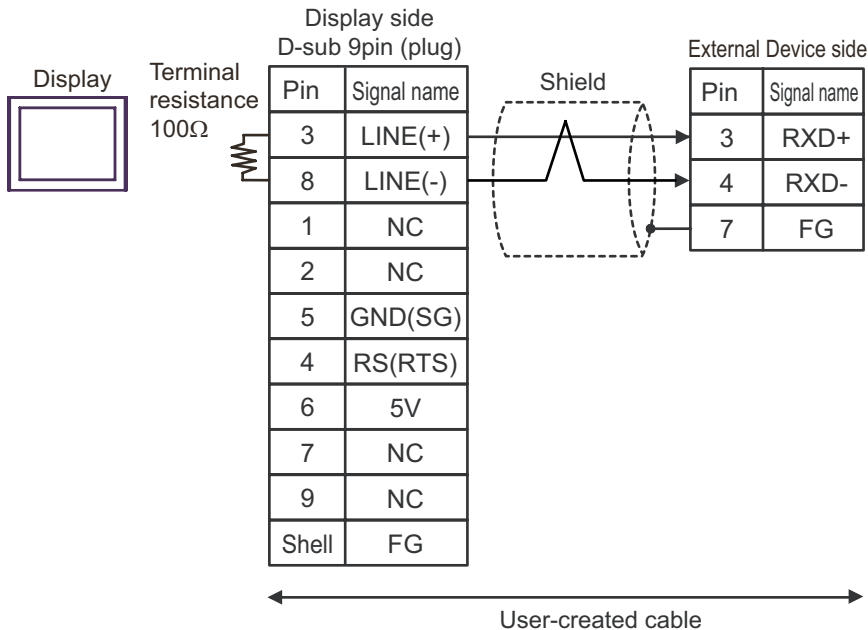 Display side
D-sub 9pin (plug)
External Device side
Display
Terminal
resistance
100Ω
Shield
Pin Signal name
3 LINE(+)
8 LINE(-)
1 NC
2 NC
5 GND(SG)
4 RS(RTS)
6 5V
7 NC
9 NC
Shell FG
Pin Signal name
3 RXD+
4 RXD-
7 FG
User-created cable